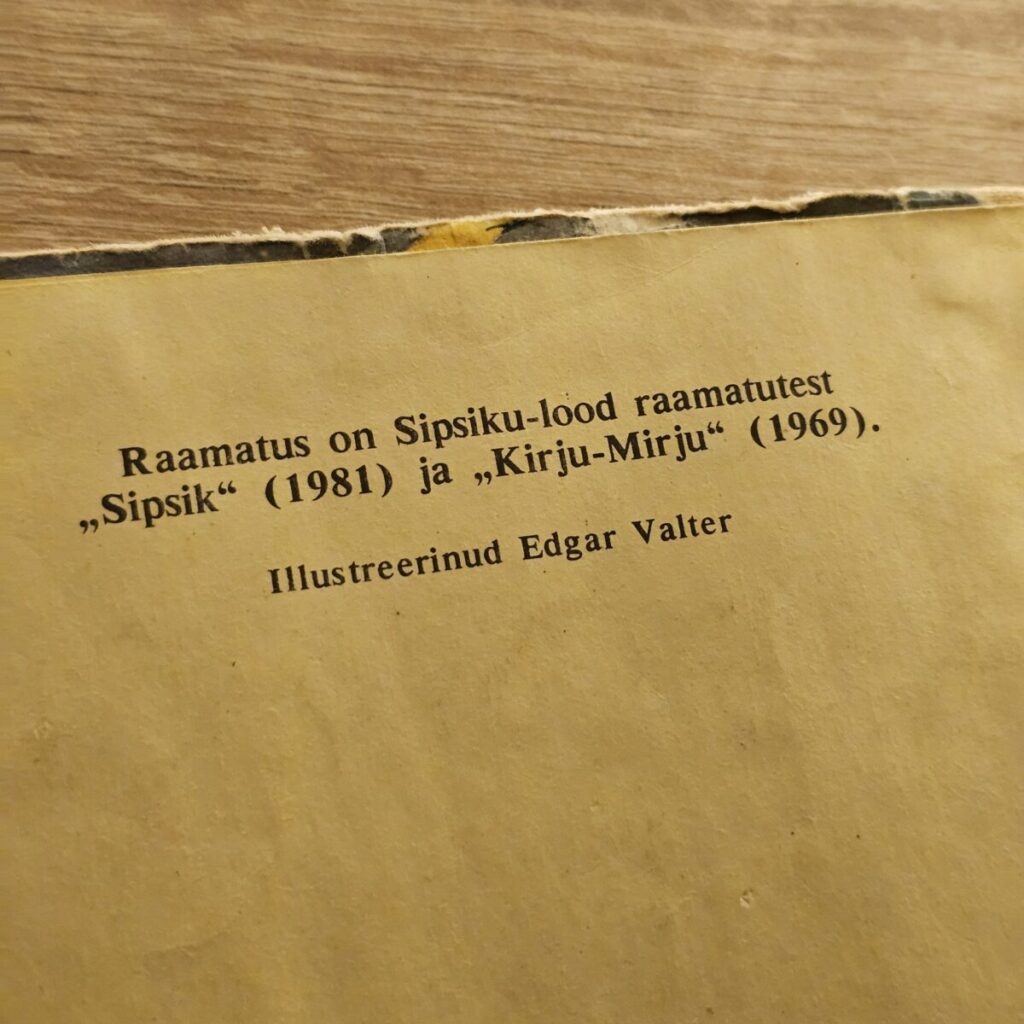 Raamatus on Sipsiku-lood raamatutest
„Sipsik“ (1981) ja „Kirju-Mirju“ (1969).
Illustreerinud Edgar Valter